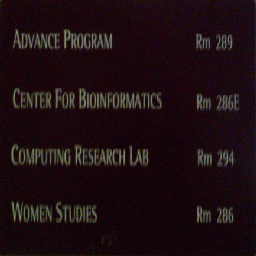 ADVANCE PROGRAM Rm 289
CENTER FOR BIOINFORMATICS Rm 286E
COMPUTING RESEARCH LAB Rm 294
WOMEN STUDIES Rm 286